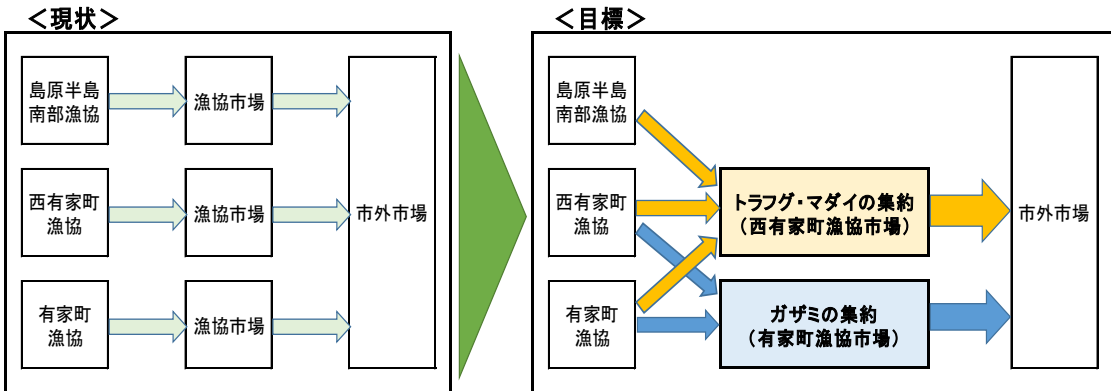 ＜現状＞
島原半島
南部漁協
漁協市場
西有家町
漁協
漁協市場
有家町
漁協
漁協市場
市外市場
＜目標＞
島原半島
南部漁協
西有家町
漁協
有家町
漁協
トラフグ・マダイの集約
（西有家町漁協市場）
ガザミの集約
（有家町漁協市場）
市外市場